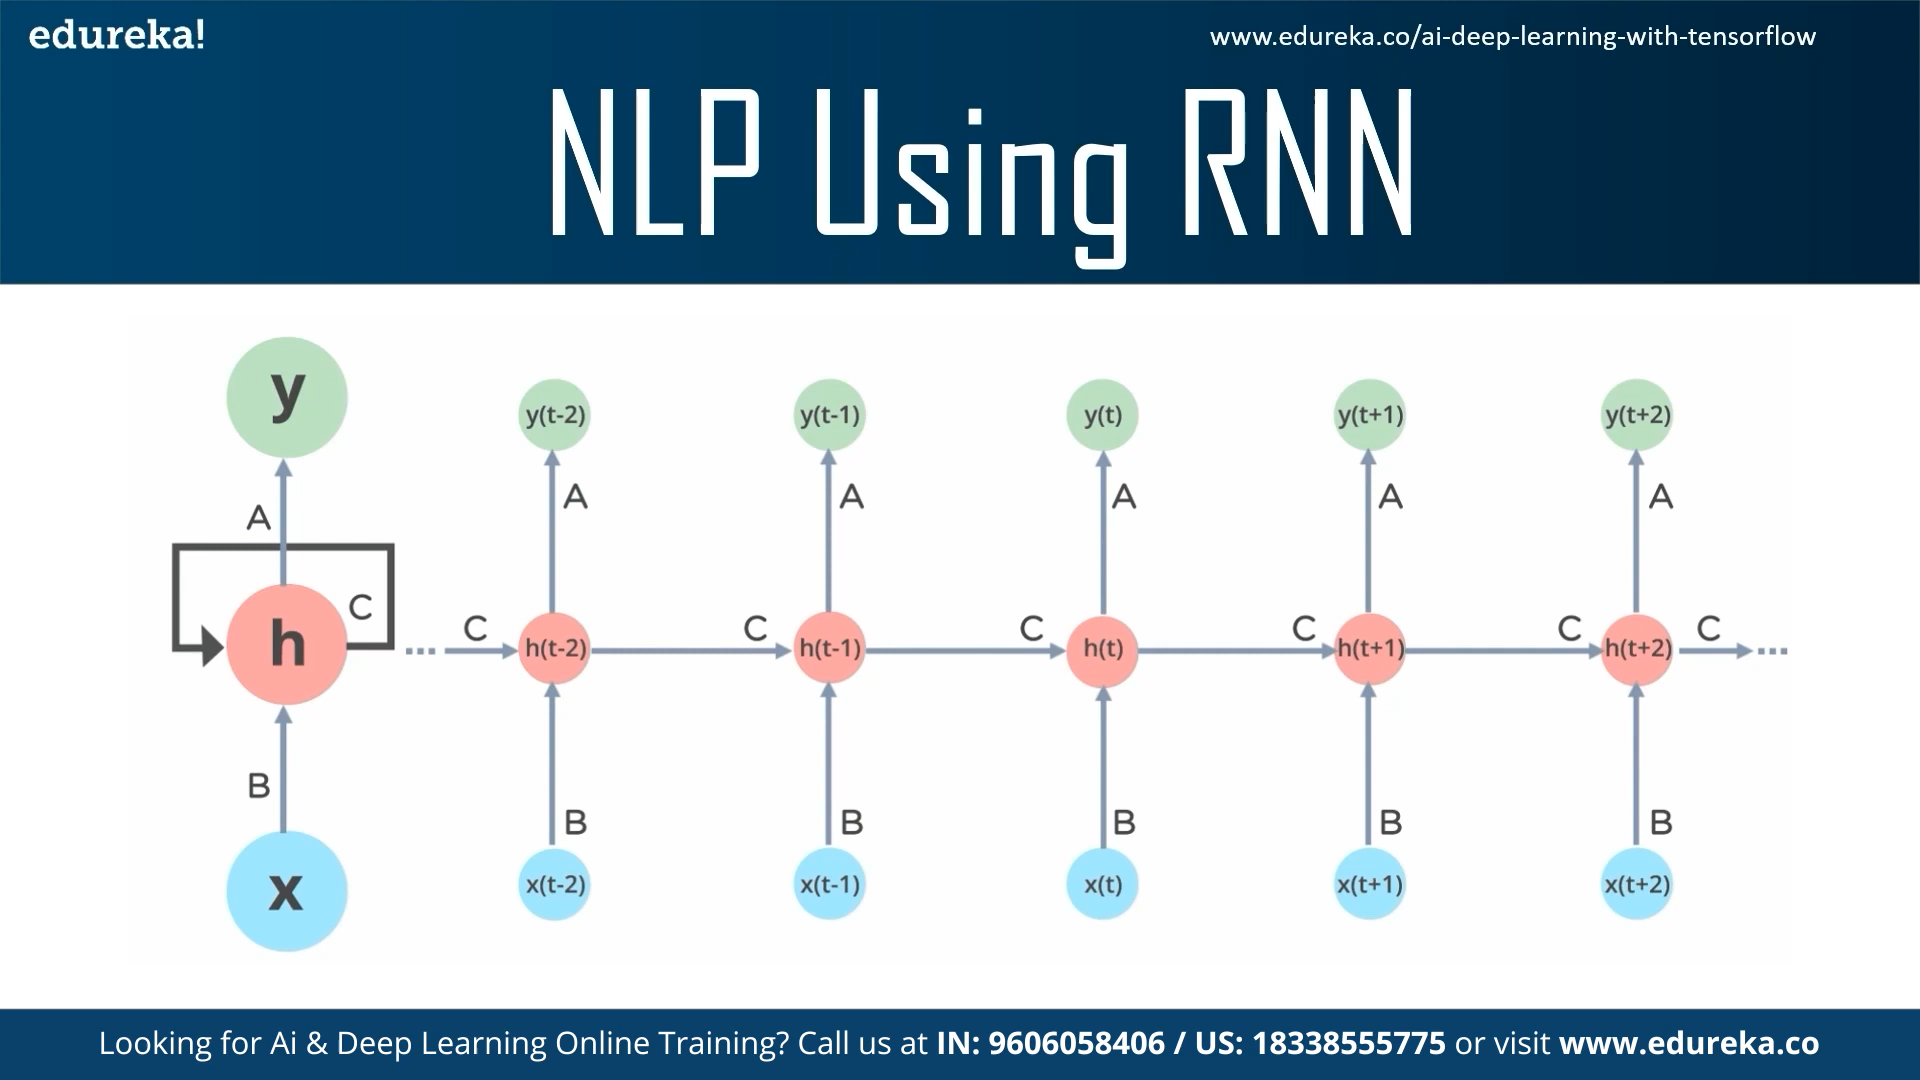 edureka!
www.edureka.co/ai-deep-learning-with-tensorflow
NLP Using RNN
y
y(t-2) y(t-1) y(t) y(t+1) y(t+2)
A A A A A
A
C
C C C C C C
h
h(t-2) h(t-1) h(t) h(t+1) h(t+2)
B
B B B B B
x
x(t-2) x(t-1) x(t) x(t+1) x(t+2)
Looking for Ai & Deep Learning Online Training? Call us at IN: 9606058406 / US: 18338555775 or visit www.edureka.co